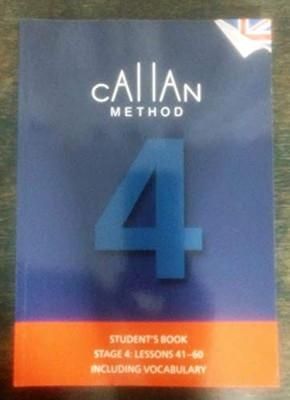 CALLAN
METHOD
4
STUDENT'S BOOK
STAGE 4: LESSONS 41–60
INCLUDING VOCABULARY